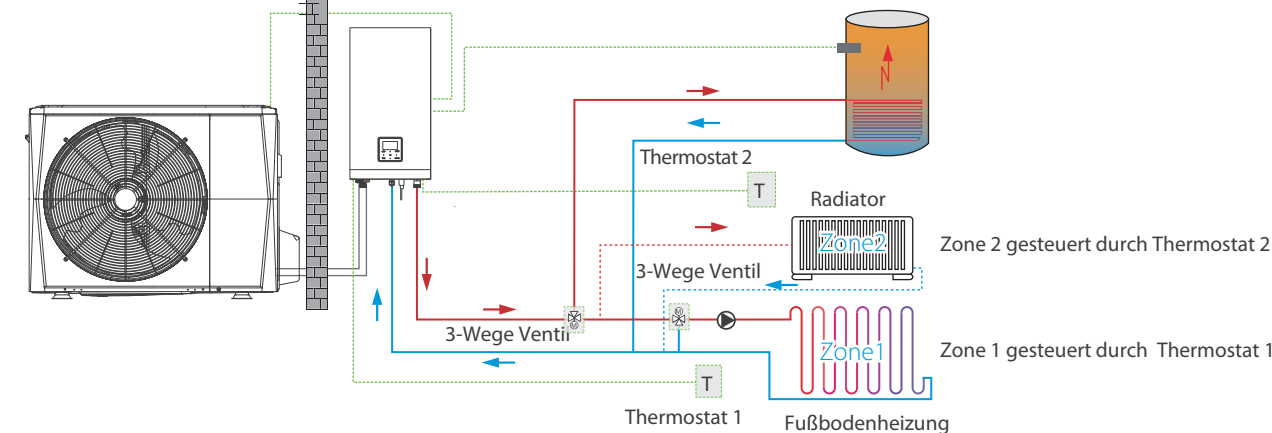 Thermostat 2
T
Radiator
Zone2
Zone 2 gesteuert durch Thermostat 2
3-Wege Ventil
M
M
3-Wege Ventil
Zone1
Zone 1 gesteuert durch Thermostat 1
T
Thermostat 1
Fußbodenheizung